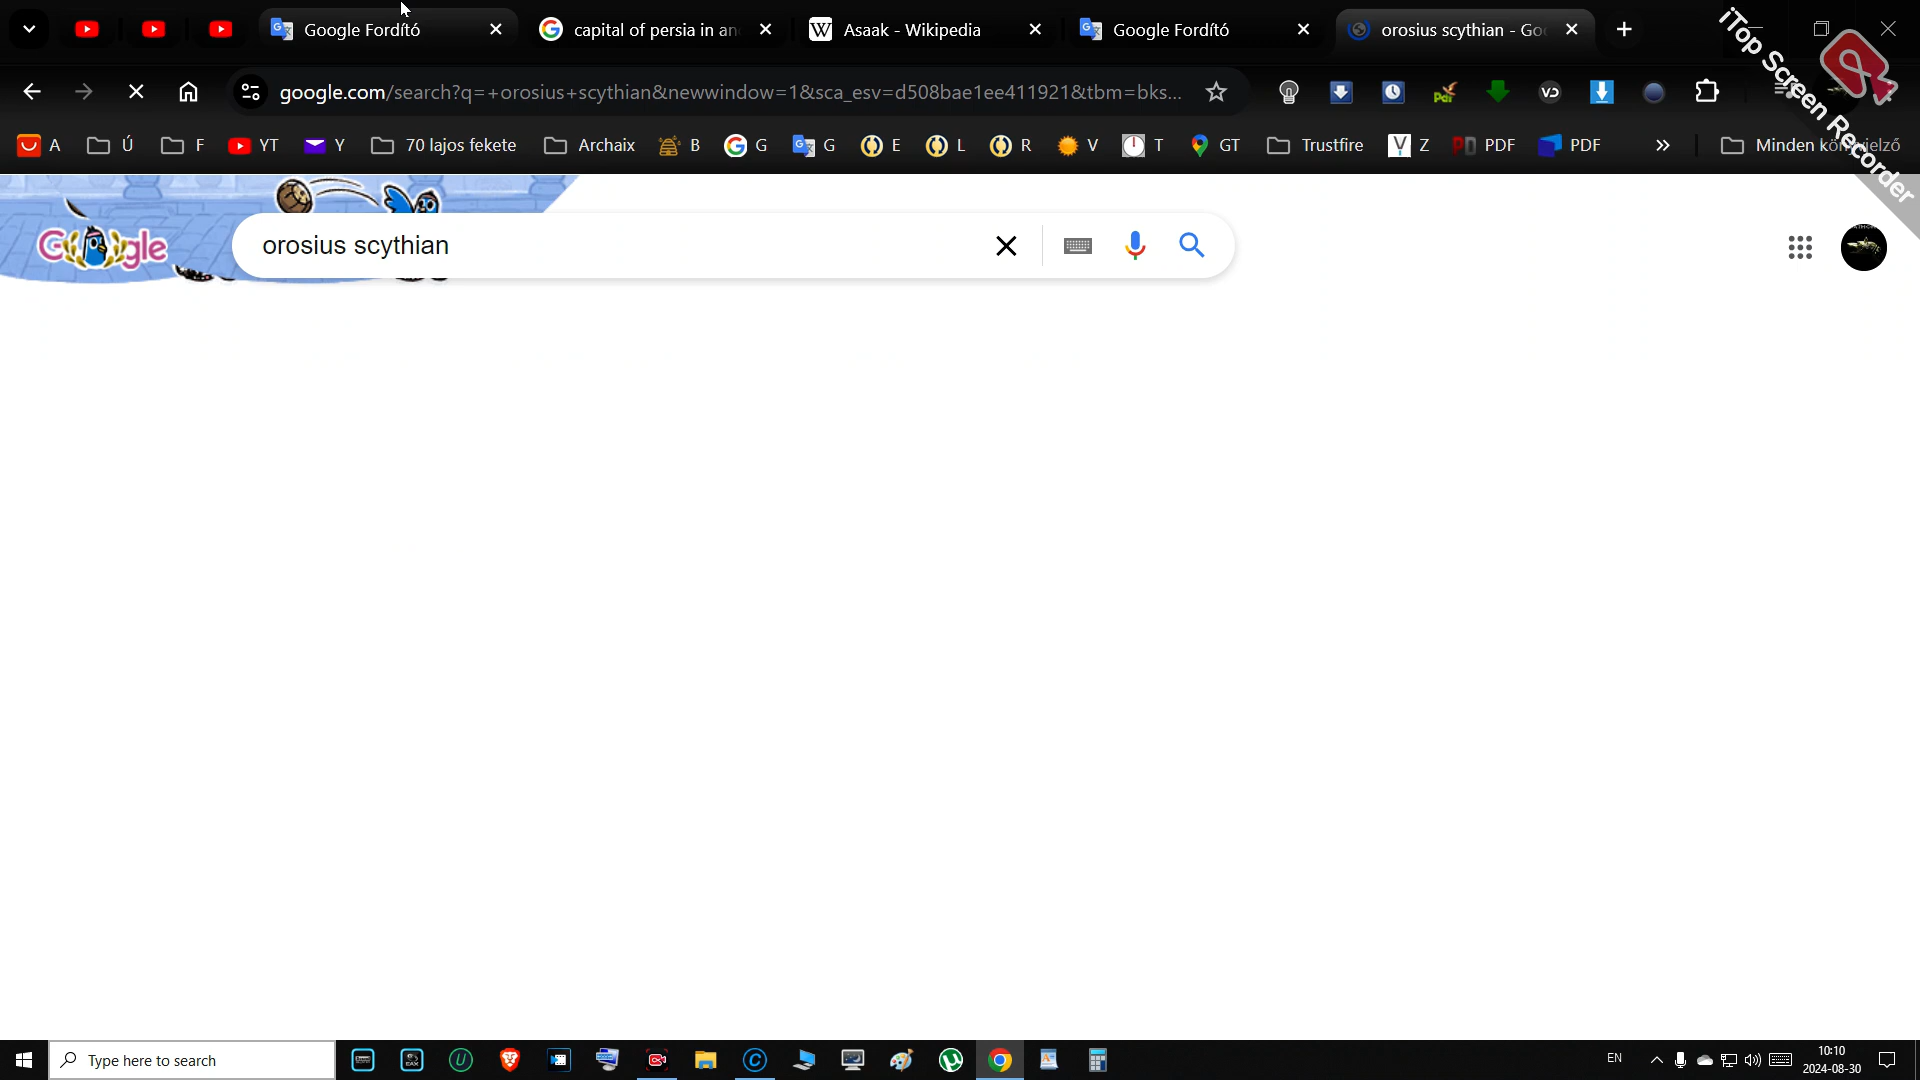 Google Fordító
capital of persia in an
Asaak - Wikipedia
Google Fordító
orosius scythian - Go
google.com/search?q=+orosius+scythian&newwindow=1&sca_esv=d508bae1ee411921&tbm=bks...
A
Ú
F
YT
Y
70 lajos fekete
Archaix
B
G
G
E
L
R
V
T
GT
Trustfire
Z
PDF
PDF
»
Minden könyvjelző
iTop Screen Recorder
Google
orosius scythian
Type here to search
EN
10:10
2024-08-30